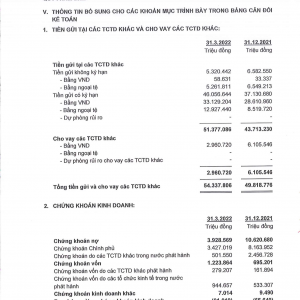 V. THÔNG TIN BỔ SUNG CHO CÁC KHOẢN MỤC TRÌNH BÀY TRONG BẢNG CÂN ĐỐI
KẾ TOÁN
1. TIỀN GỬI TẠI CÁC TCTD KHÁC VÀ CHO VAY CÁC TCTD KHÁC:
31.3.2022 31.12.2021
Triệu đồng Triệu đồng
Tiền gửi tại các TCTD khác
Tiền gửi không kỳ hạn 5.320.442 6.582.550
- Bằng VND 58.631 33.337
- Bằng ngoại tệ 5.261.811 6.549.213
Tiền gửi có kỳ hạn 46.056.644 37.130.680
- Bằng VND 33.129.204 28.610.960
- Bằng ngoại tệ 12.927.440 8.519.720
- Dự phòng rủi ro - -
51.377.086 43.713.230
Cho vay các TCTD khác
- Bằng VND 2.960.720 6.105.546
- Bằng ngoại tệ - -
- Dự phòng rủi ro cho vay các TCTD khác - -
2.960.720 6.105.546
Tổng tiền gửi và cho vay các TCTD khác 54.337.806 49.818.776
2. CHỨNG KHOÁN KINH DOANH:
31.3.2022 31.12.2021
Triệu đồng Triệu đồng
Chứng khoán nợ 3.928.569 10.620.680
Chứng khoán Chính phủ 3.427.019 8.163.952
Chứng khoán do các TCTD khác trong nước phát hành 501.550 2.456.728
Chứng khoán vốn 1.223.864 695.201
Chứng khoán vốn do các TCTD khác phát hành 279.207 161.894
Chứng khoán vốn do các tổ chức kinh tế trong nước
phát hành 944.657 533.307
Chứng khoán kinh doanh khác 7.014 9.490